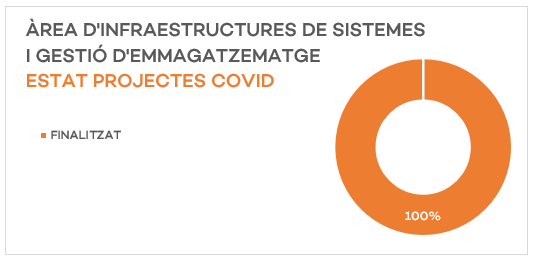 ÀREA D'INFRAESTRUCTURES DE SISTEMES
I GESTIÓ D'EMMAGATZEMATGE
ESTAT PROJECTES COVID
FINALITZAT
100%